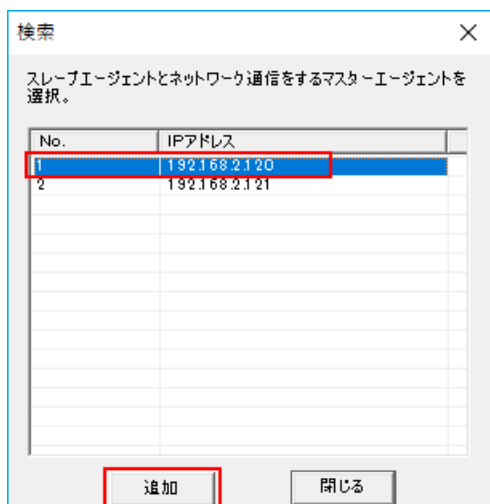 検索
スレーブエージェントとネットワーク通信をするマスターエージェントを
選択。
No. IPアドレス
1 192.168.2.120
2 192.168.2.121
追加 閉じる